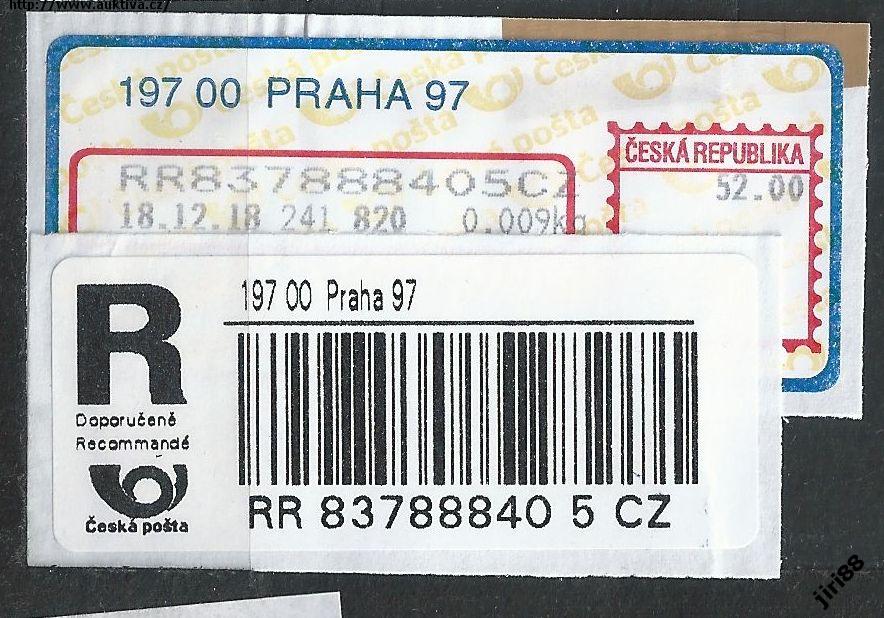 http://www.auktiva.cz/
197 00 PRAHA 97
ČESKÁ REPUBLIKA
52.00
RR837888405CZ
18.12.18 241 820 0.009kg
R
197 00 Praha 97
Doporučeně
Recommandé
Česká pošta
RR 83788840 5 CZ
jiri88